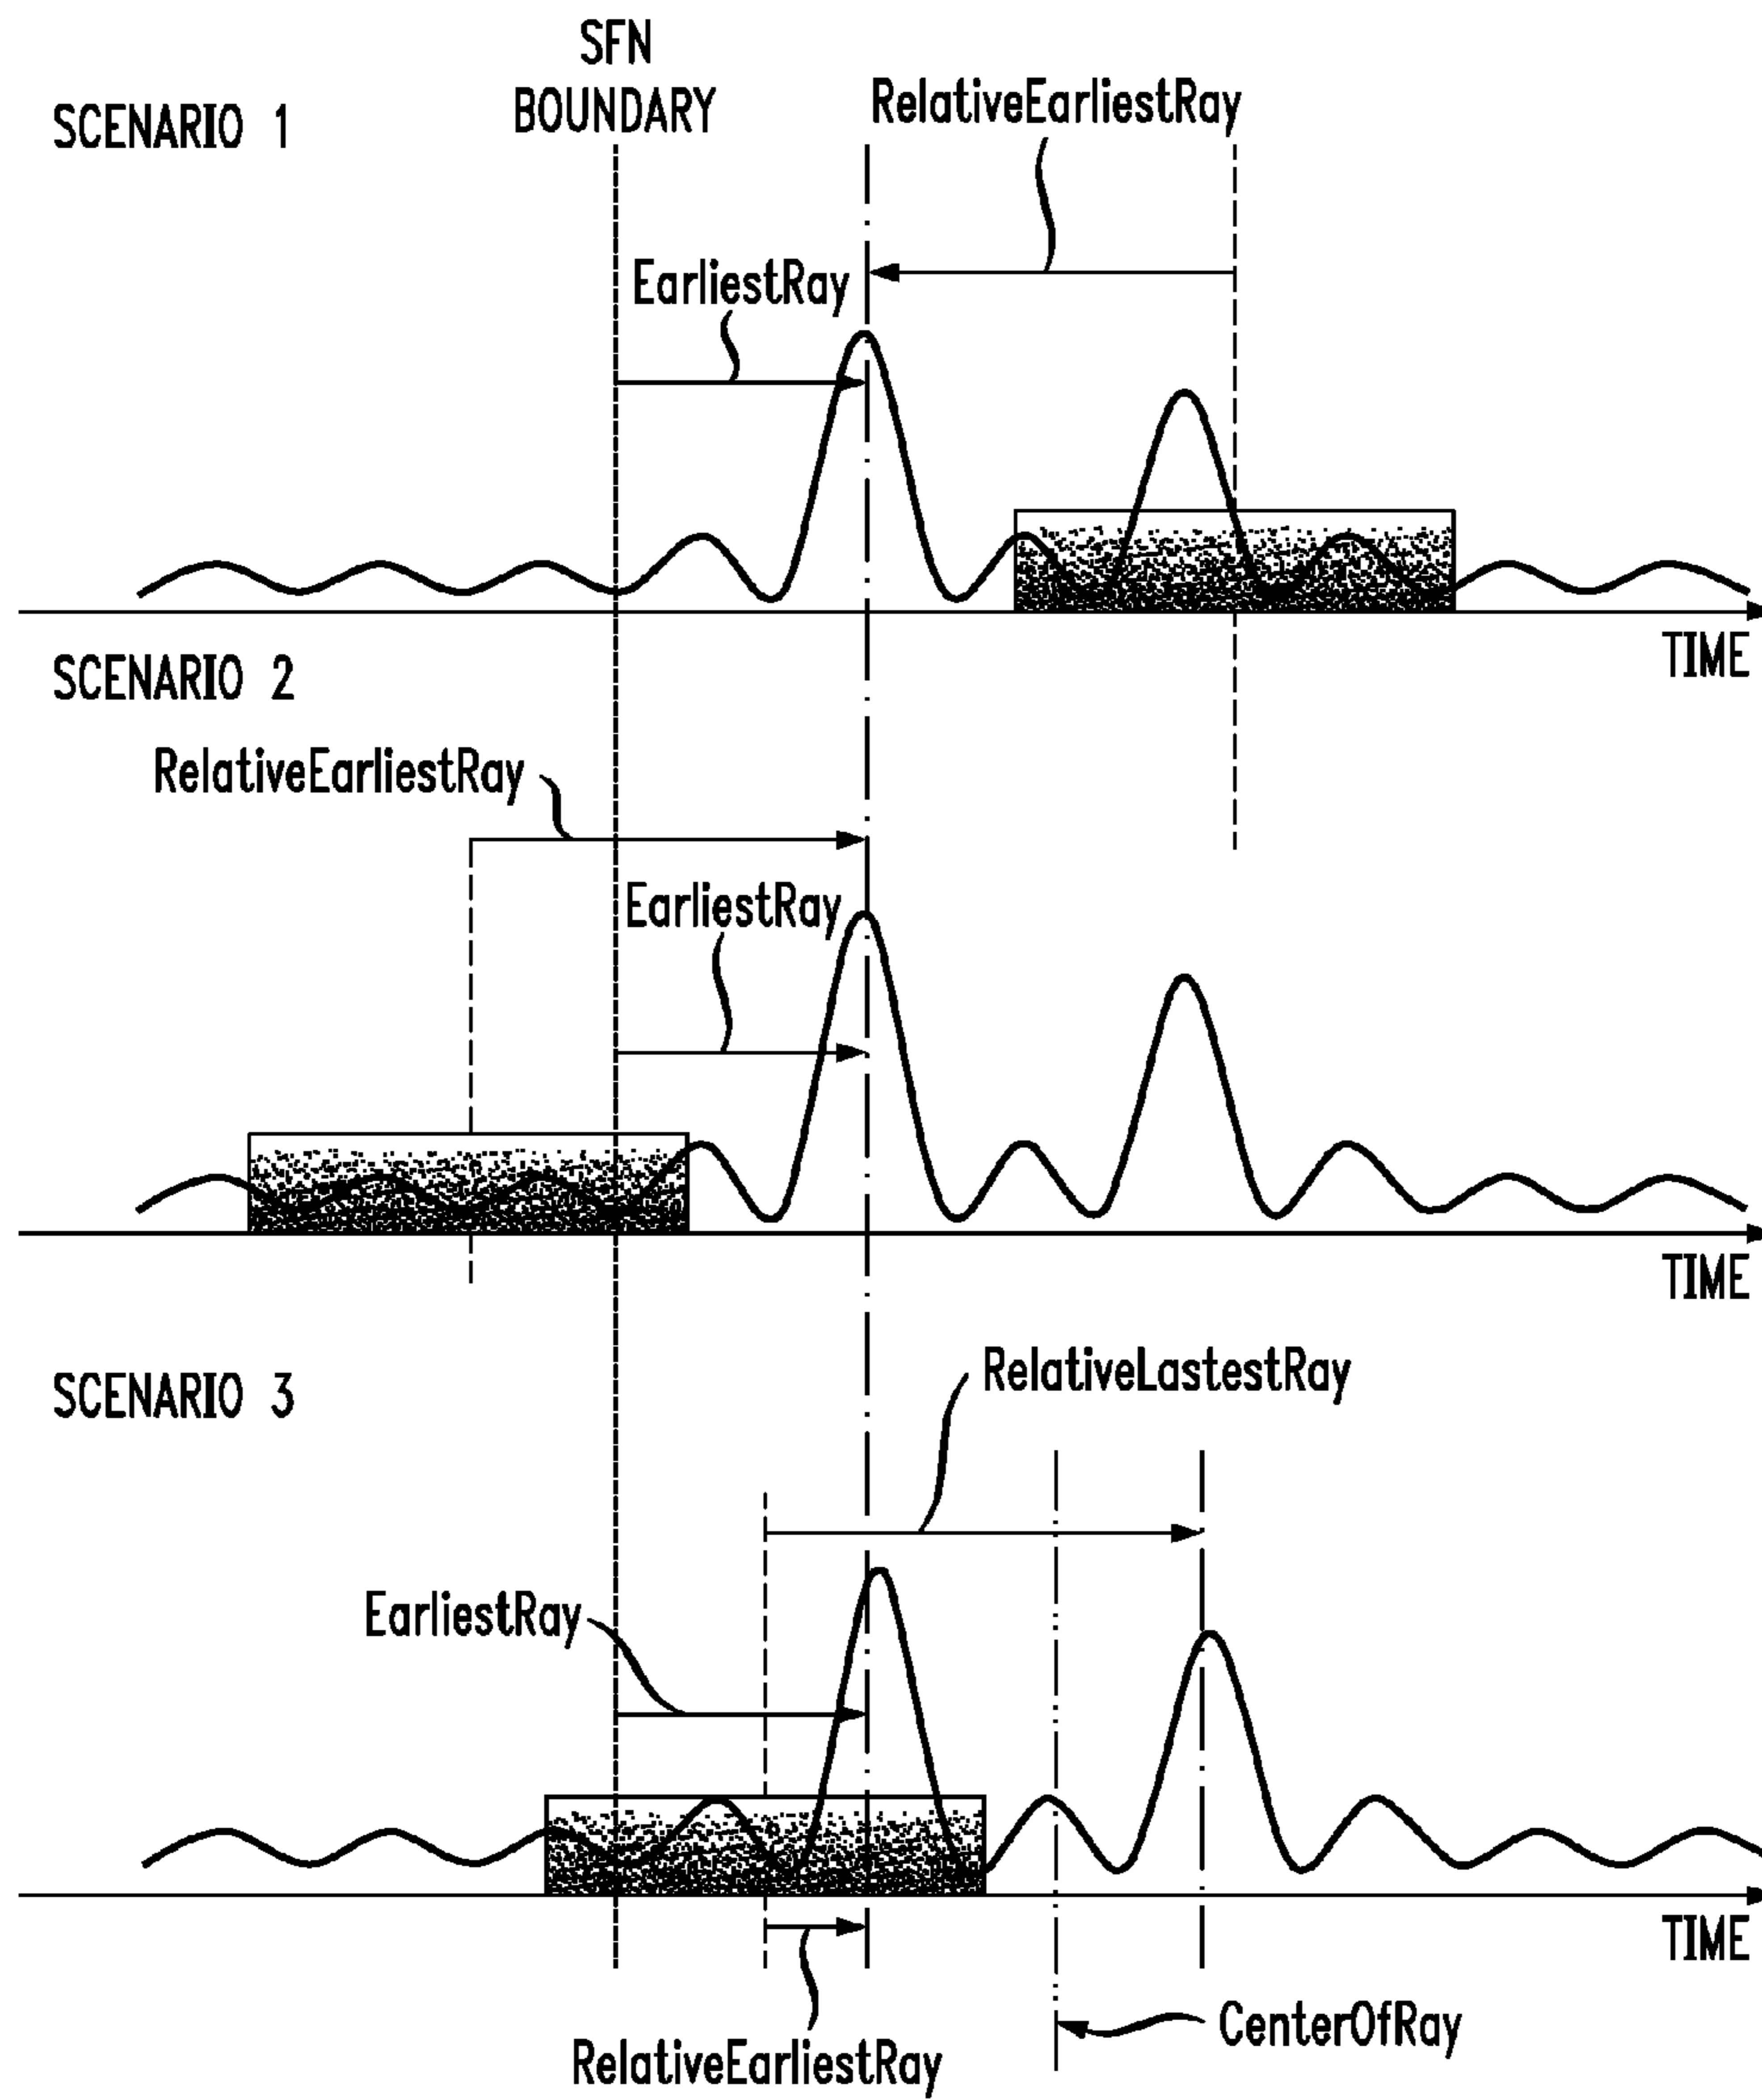 SCENARIO 1
SFN
BOUNDARY
RelativeEarliestRay
EarliestRay
TIME
SCENARIO 2
RelativeEarliestRay
EarliestRay
TIME
SCENARIO 3
RelativeLastestRay
EarliestRay
TIME
CenterOfRay
RelativeEarliestRay